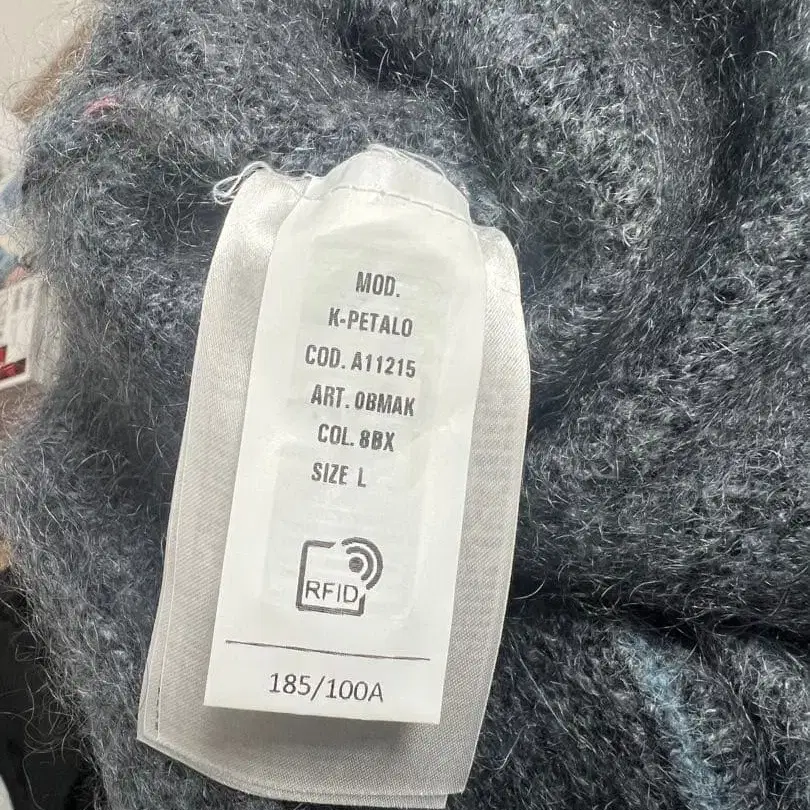 MOD.
K-PETALO
COD. A11215
ART. 0BMAK
COL. 8BX
SIZE L
RFID
185/100A